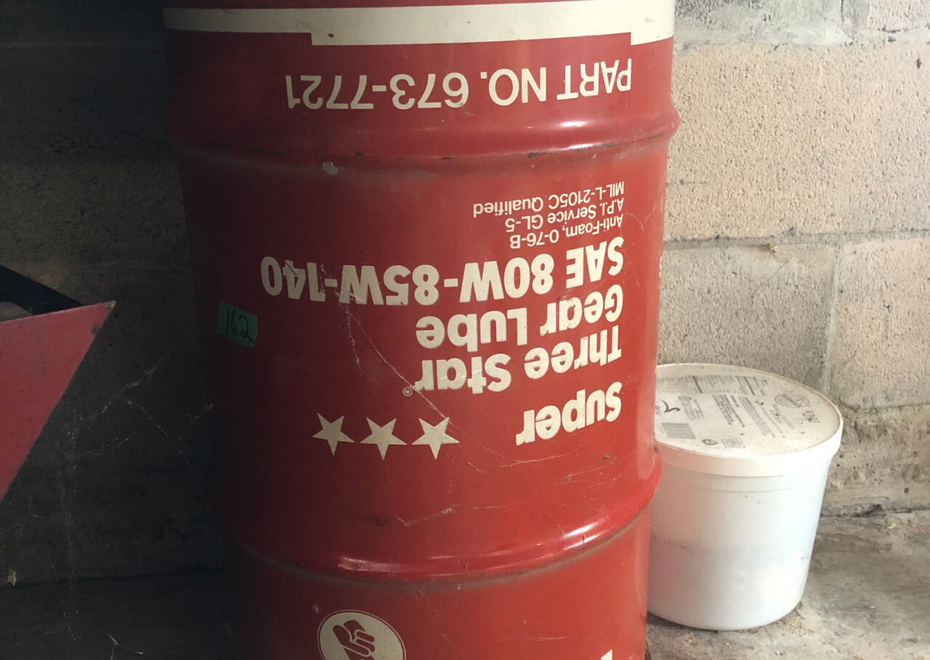 Super
Three Star®
Gear Lube
SAE 80W-85W-140
Anti-Foam, 0-76-B
A.P.I. Service GL-5
MIL-L-2105C Qualified
PART NO. 673-7721
162